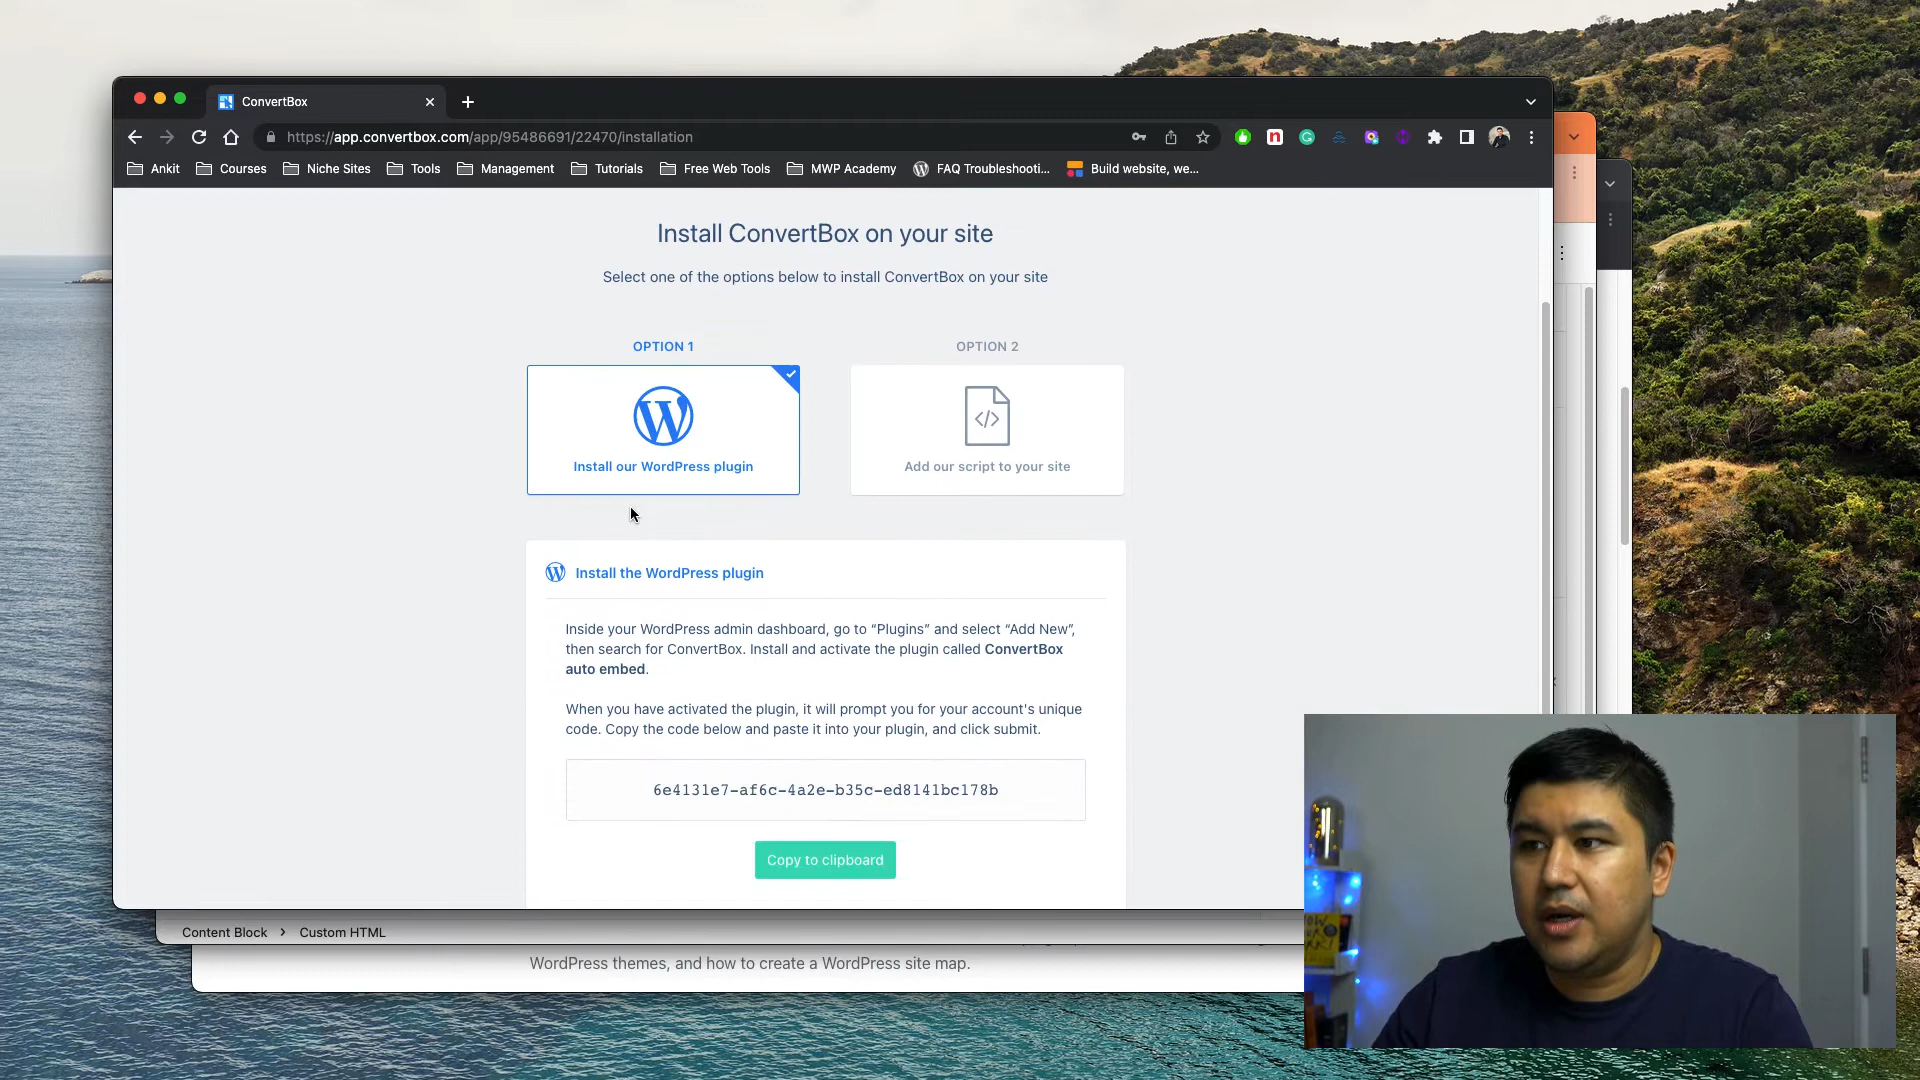 ConvertBox
https://app.convertbox.com/app/95486691/22470/installation
Ankit Courses Niche Sites Tools Management Tutorials Free Web Tools MWP Academy FAQ Troubleshooti... Build website, we...
Install ConvertBox on your site
Select one of the options below to install ConvertBox on your site
OPTION 1
Install our WordPress plugin
OPTION 2
Add our script to your site
Install the WordPress plugin
Inside your WordPress admin dashboard, go to “Plugins” and select “Add New”,
then search for ConvertBox. Install and activate the plugin called ConvertBox
auto embed.
When you have activated the plugin, it will prompt you for your account's unique
code. Copy the code below and paste it into your plugin, and click submit.
6e4131e7-af6c-4a2e-b35c-ed8141bc178b
Copy to clipboard
Content Block › Custom HTML
WordPress themes, and how to create a WordPress site map.